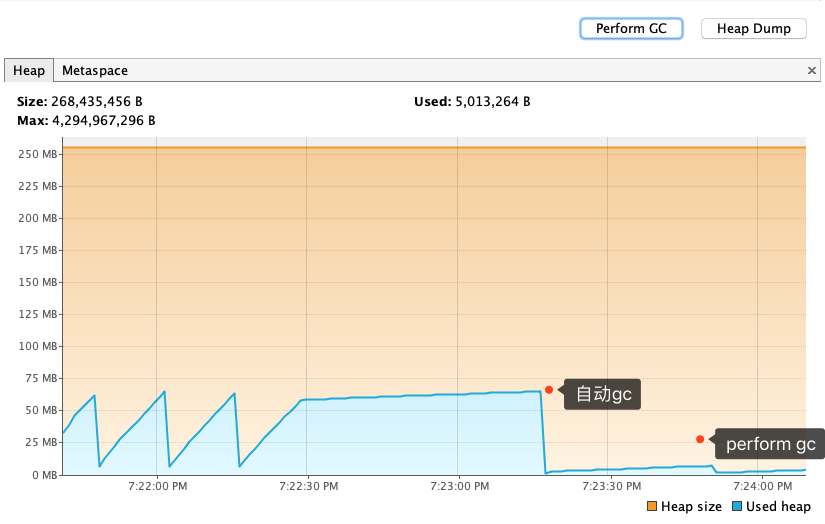 Perform GC
Heap Dump
Heap
Metaspace
×
Size: 268,435,456 B
Used: 5,013,264 B
Max: 4,294,967,296 B
250 MB
225 MB
200 MB
175 MB
150 MB
125 MB
100 MB
75 MB
50 MB
25 MB
0 MB
自动gc
perform gc
7:22:00 PM
7:22:30 PM
7:23:00 PM
7:23:30 PM
7:24:00 PM
Heap size
Used heap